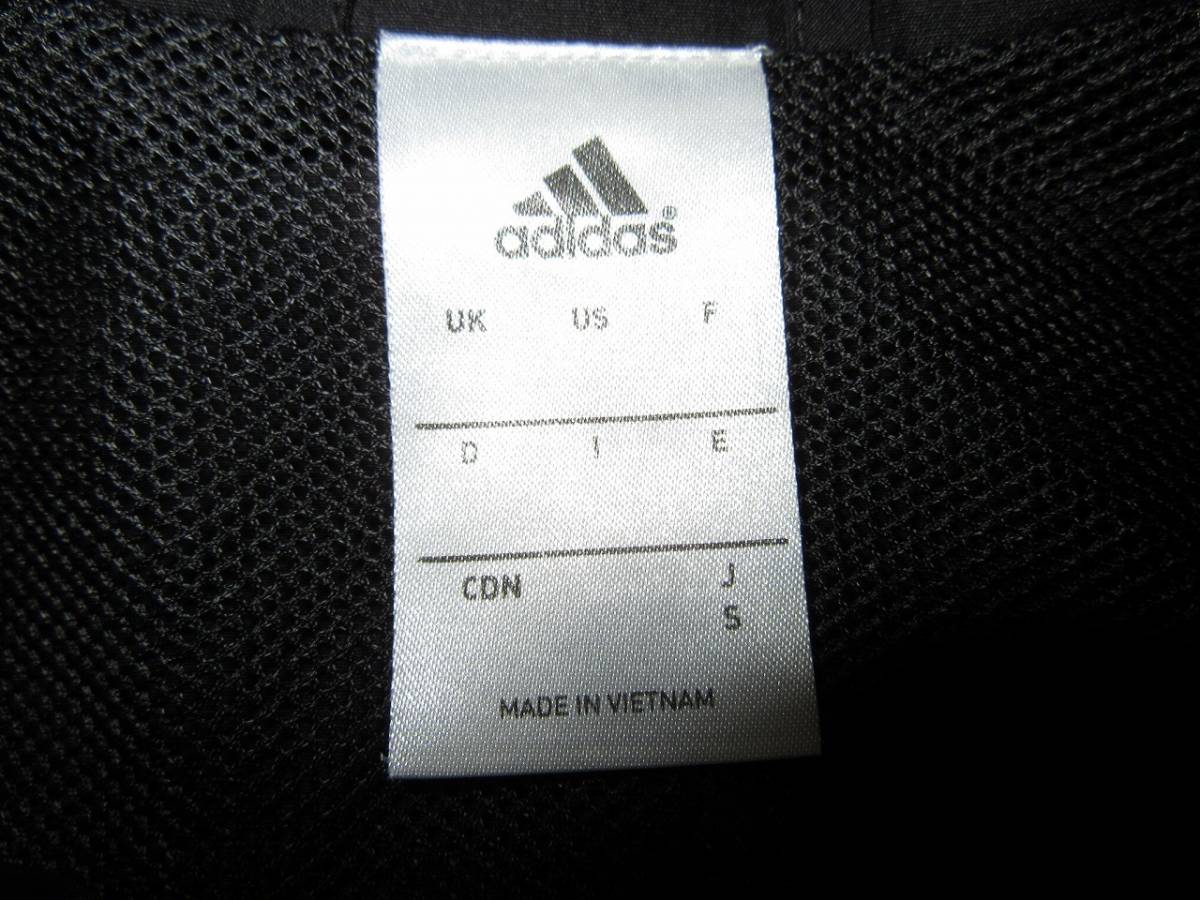 adidas®
UK US F
D I E
CDN J
S
MADE IN VIETNAM